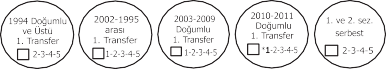 1994 Doğumlu
ve Üstü
1. Transfer
2-3-4-5
2002-1995
arası
1. Transfer
1-2-3-4-5
2003-2009
Doğumlu
1. Transfer
1-2-3-4-5
2010-2011
Doğumlu
1. Transfer
*1-2-3-4-5
1. ve 2. sez.
serbest
2-3-4-5